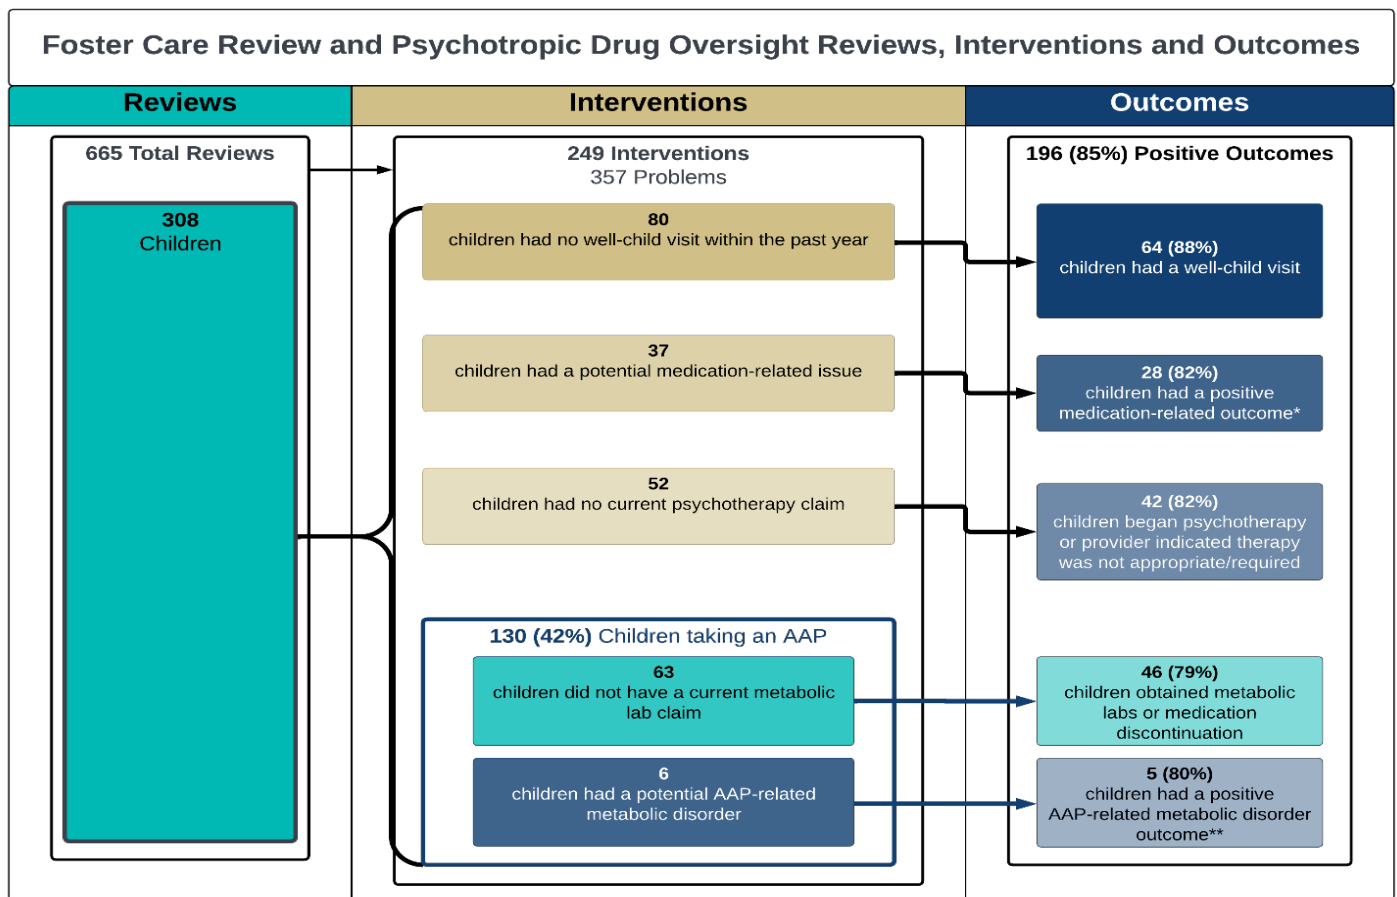 Foster Care Review and Psychotropic Drug Oversight Reviews, Interventions and Outcomes
Reviews
Interventions
Outcomes
665 Total Reviews
308
Children
249 Interventions
357 Problems
80
children had no well-child visit within the past year
37
children had a potential medication-related issue
52
children had no current psychotherapy claim
130 (42%) Children taking an AAP
63
children did not have a current metabolic
lab claim
6
children had a potential AAP-related
metabolic disorder
196 (85%) Positive Outcomes
64 (88%)
children had a well-child visit
28 (82%)
children had a positive
medication-related outcome*
42 (82%)
children began psychotherapy
or provider indicated therapy
was not appropriate/required
46 (79%)
children obtained metabolic
labs or medication
discontinuation
5 (80%)
children had a positive
AAP-related metabolic disorder
outcome**